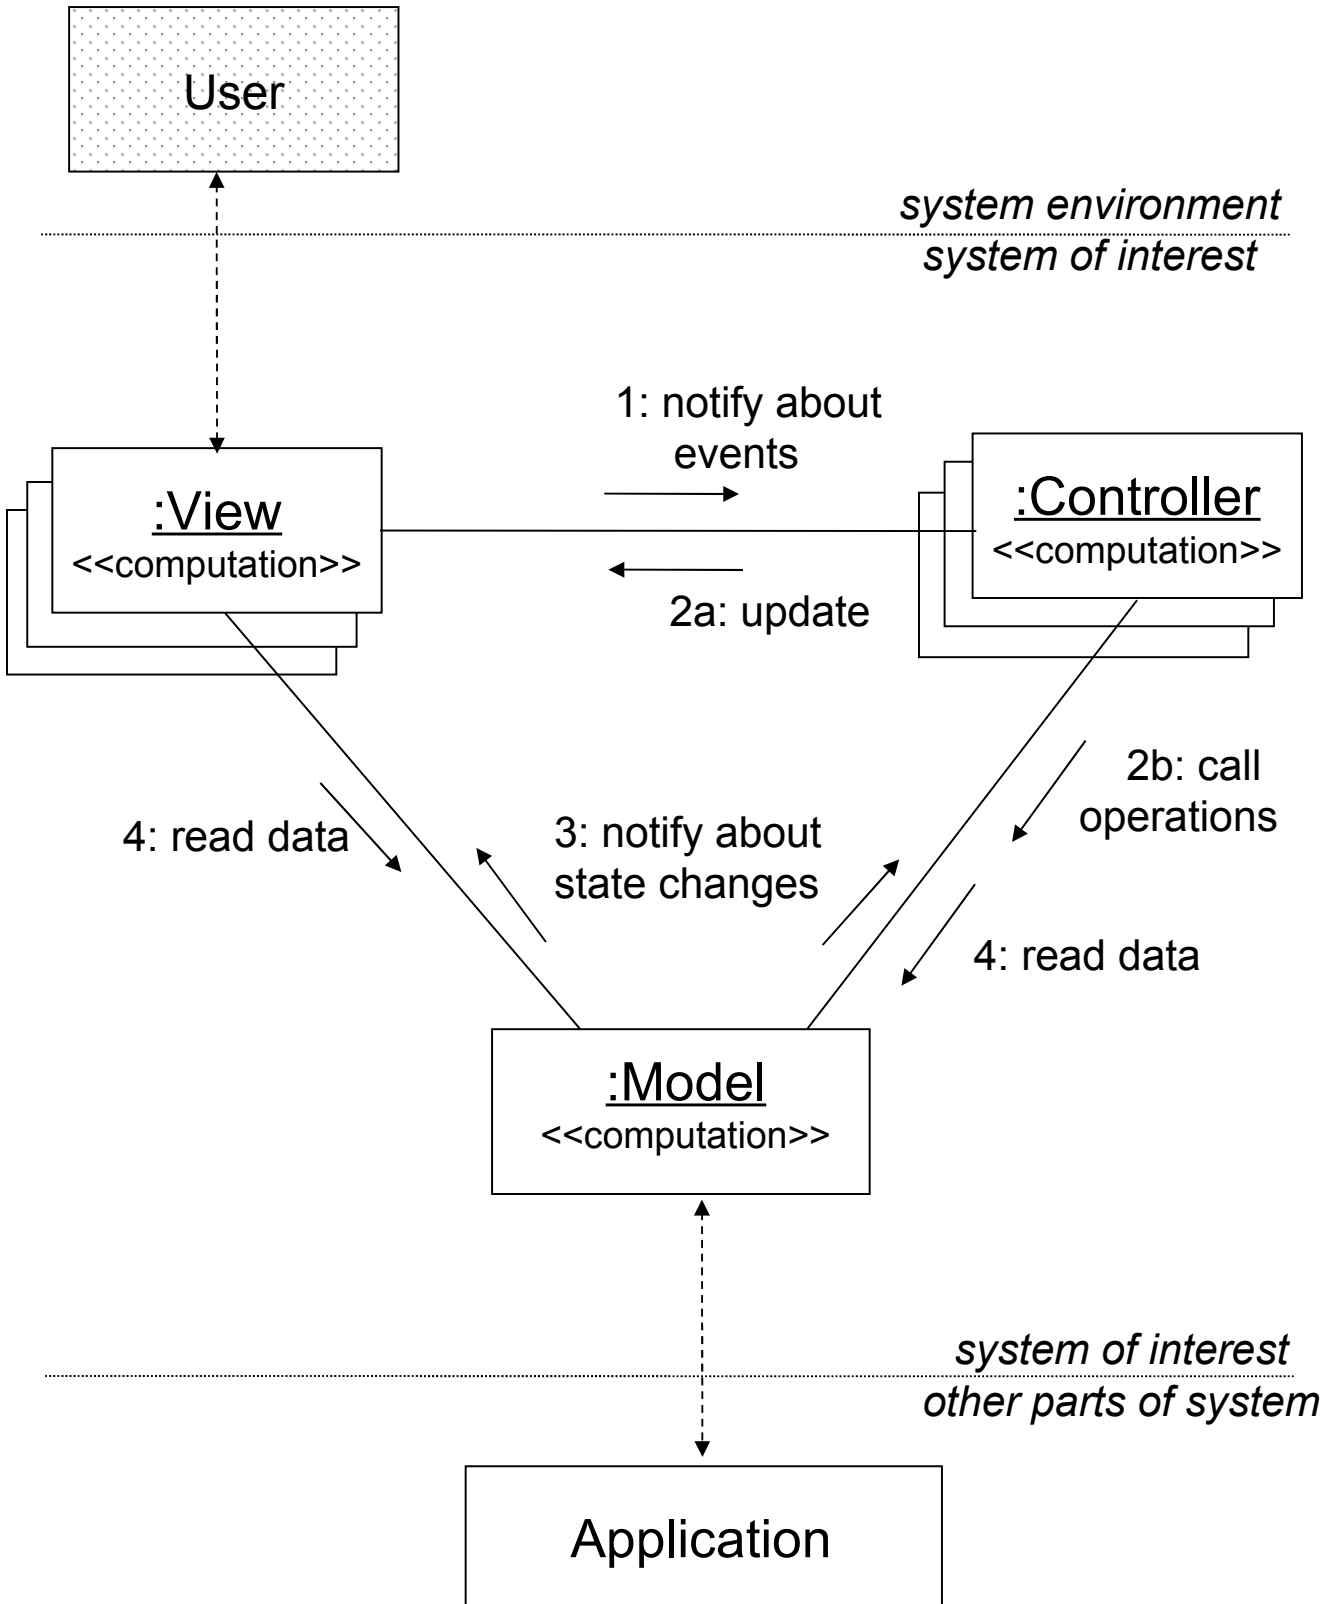 User
system environment
system of interest
1: notify about
events
:View
<<computation>>
:Controller
<<computation>>
2a: update
2b: call
operations
4: read data
3: notify about
state changes
4: read data
:Model
<<computation>>
system of interest
other parts of system
Application